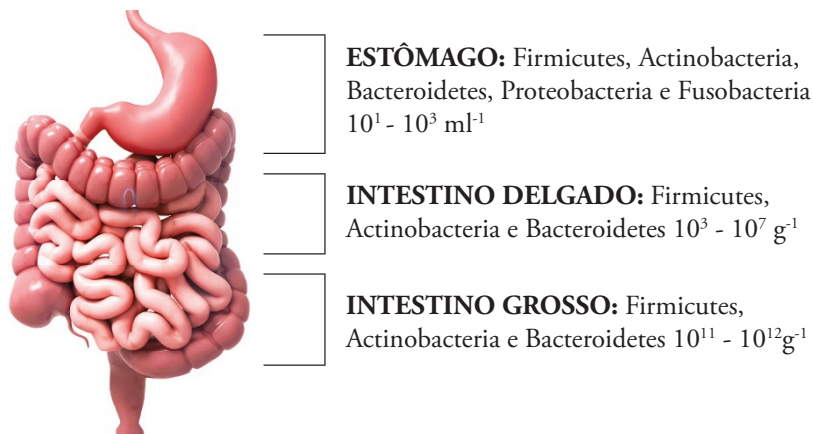 ESTÔMAGO: Firmicutes, Actinobacteria,
Bacteroidetes, Proteobacteria e Fusobacteria
10¹ - 10³ ml⁻¹
INTESTINO DELGADO: Firmicutes,
Actinobacteria e Bacteroidetes 10³ - 10⁷ g⁻¹
INTESTINO GROSSO: Firmicutes,
Actinobacteria e Bacteroidetes 10¹¹ - 10¹²g⁻¹